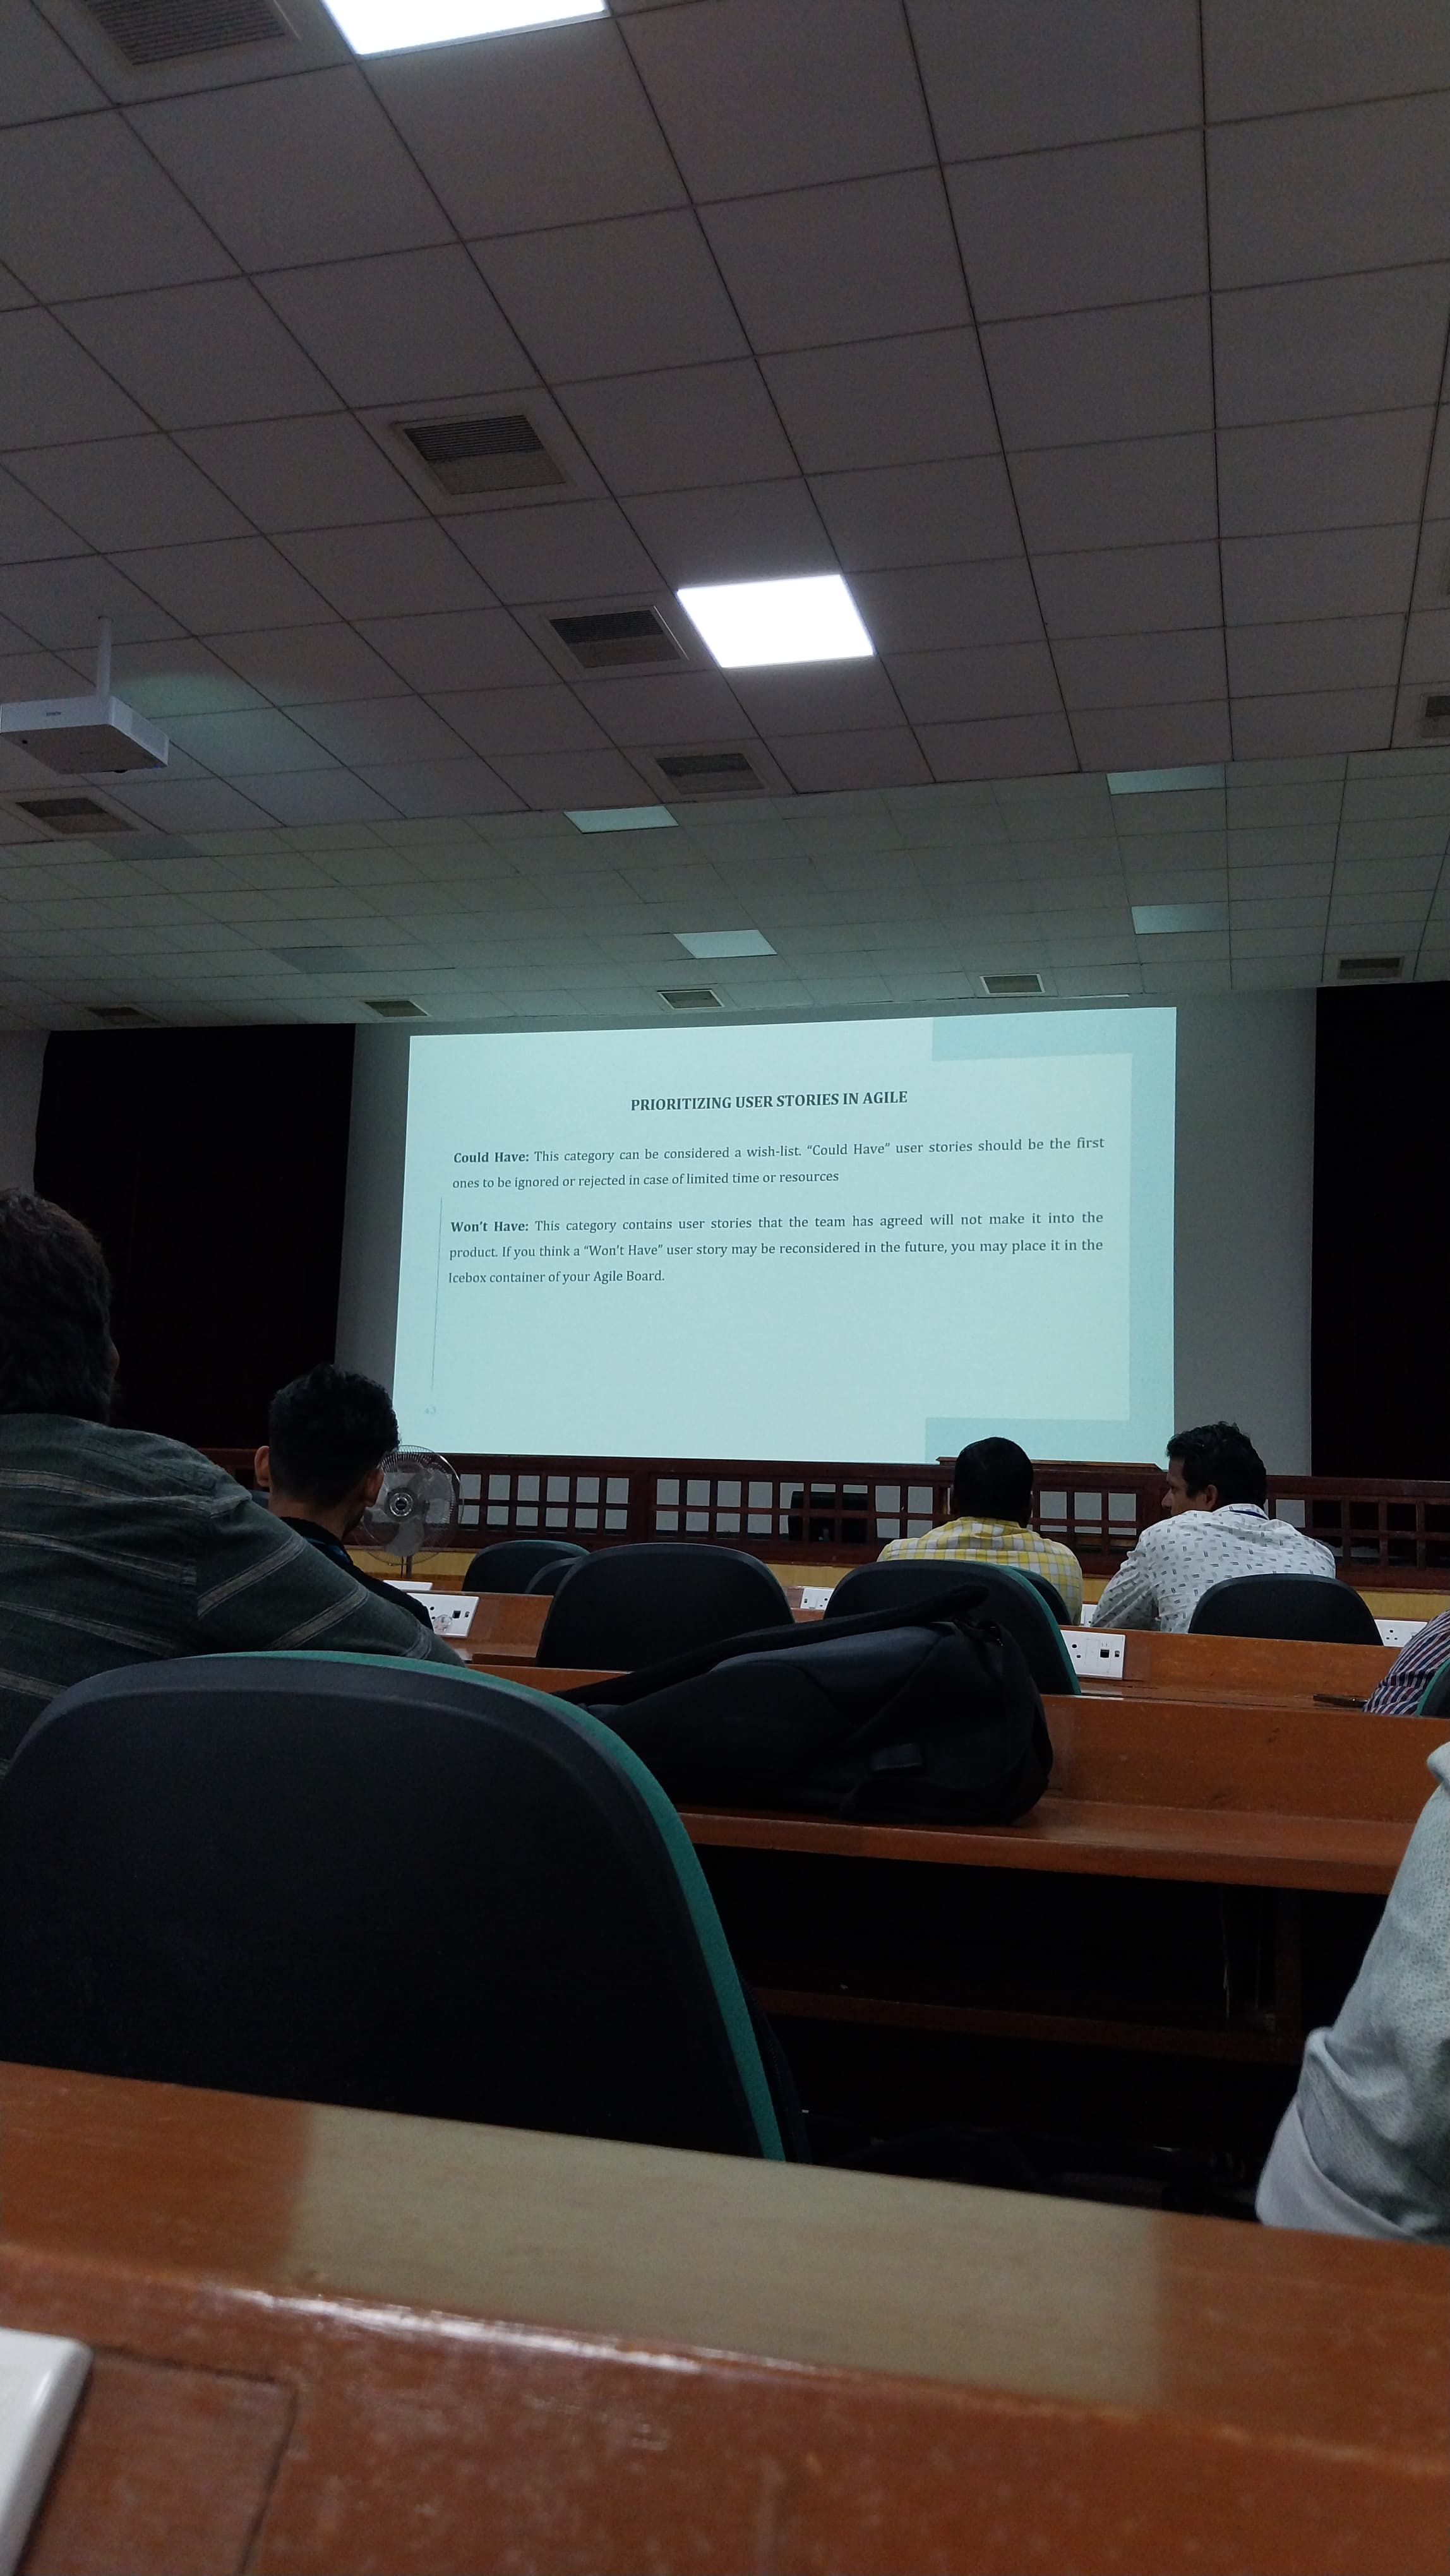 PRIORITIZING USER STORIES IN AGILE
Could Have: This category can be considered a wish-list. “Could Have” user stories should be the first
ones to be ignored or rejected in case of limited time or resources
Won’t Have: This category contains user stories that the team has agreed will not make it into the
product. If you think a “Won’t Have” user story may be reconsidered in the future, you may place it in the
Icebox container of your Agile Board.